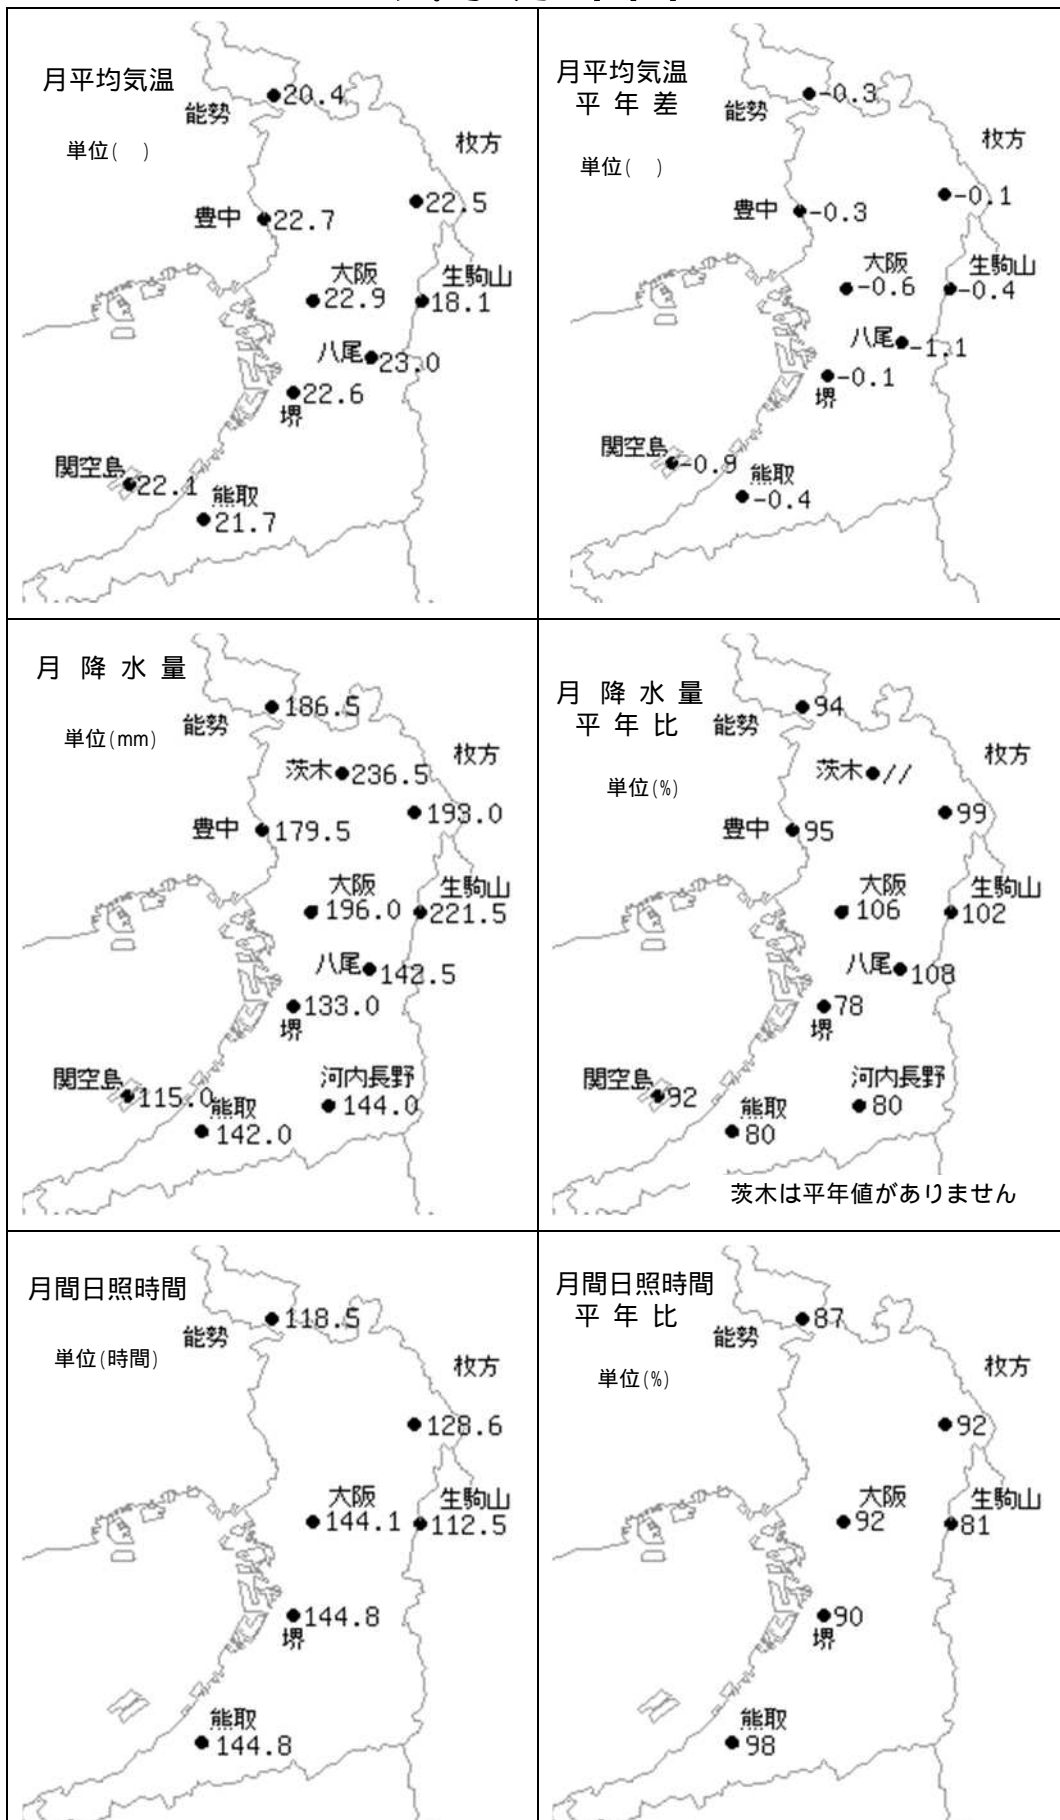 月平均気温
能勢
20.4
単位( )
枚方
22.5
豊中
22.7
大阪
22.9
生駒山
18.1
八尾
23.0
22.6
堺
関空島
22.1
熊取
21.7
月平均気温
平年差
-0.3
能勢
枚方
単位( )
-0.1
豊中
-0.3
大阪
-0.6
生駒山
-0.4
八尾
-1.1
-0.1
堺
関空島
-0.9
熊取
-0.4
月降水量
186.5
能勢
単位(mm)
枚方
茨木
236.5
193.0
豊中
179.5
大阪
196.0
生駒山
221.5
八尾
142.5
133.0
堺
関空島
115.0
河内長野
144.0
熊取
142.0
月降水量
平年比
94
能勢
枚方
茨木
//
単位(%)
99
豊中
95
大阪
106
生駒山
102
八尾
108
78
堺
関空島
92
河内長野
80
熊取
80
茨木は平年値がありません
月間日照時間
118.5
能勢
単位(時間)
枚方
128.6
大阪
144.1
生駒山
112.5
144.8
堺
熊取
144.8
月間日照時間
平年比
87
能勢
枚方
単位(%)
92
大阪
92
生駒山
81
90
堺
熊取
98